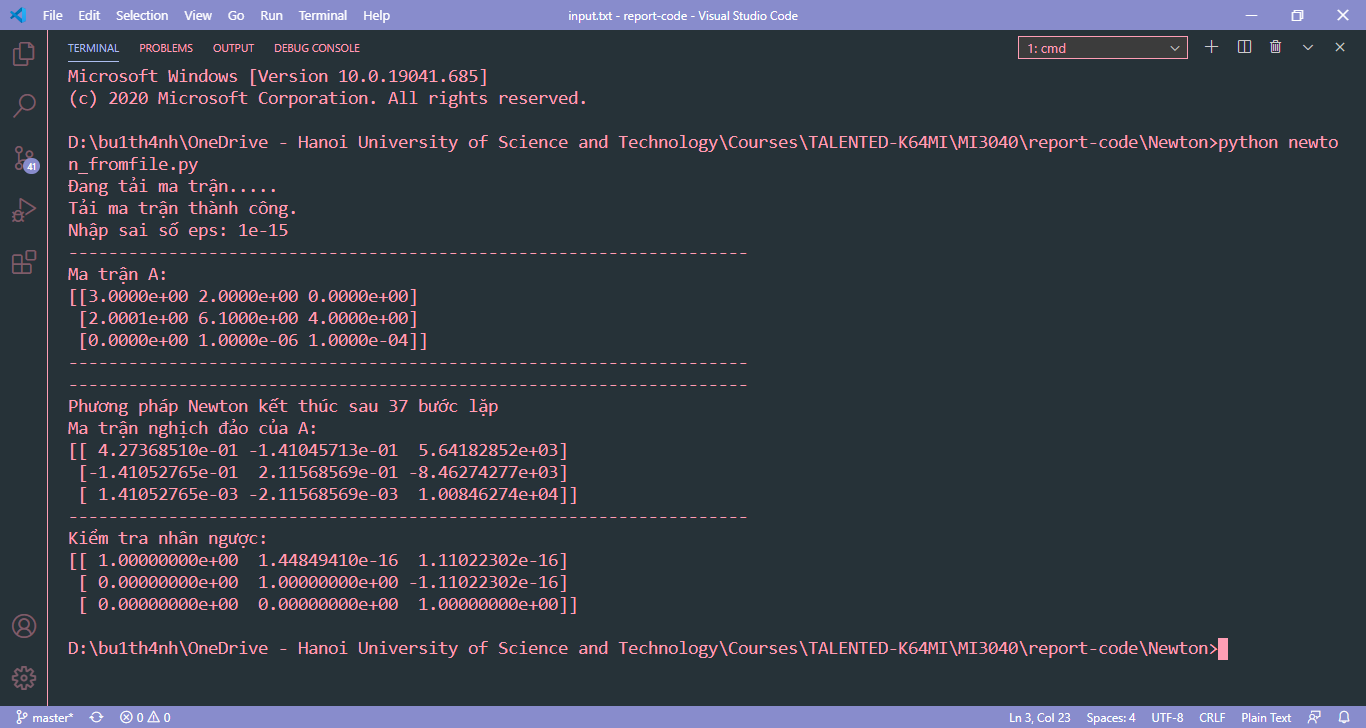 File Edit Selection View Go Run Terminal Help input.txt - report-code - Visual Studio Code
TERMINAL PROBLEMS OUTPUT DEBUG CONSOLE 1: cmd
Microsoft Windows [Version 10.0.19041.685]
(c) 2020 Microsoft Corporation. All rights reserved.
D:\bu1th4nh\OneDrive - Hanoi University of Science and Technology\Courses\TALENTED-K64MI\MI3040\report-code\Newton>python newto
n_fromfile.py
Đang tải ma trận.....
Tải ma trận thành công.
Nhập sai số eps: 1e-15
--------------------------------------------------------------------
Ma trận A:
[[3.0000e+00 2.0000e+00 0.0000e+00]
[2.0001e+00 6.1000e+00 4.0000e+00]
[0.0000e+00 1.0000e-06 1.0000e-04]]
--------------------------------------------------------------------
--------------------------------------------------------------------
Phương pháp Newton kết thúc sau 37 bước lặp
Ma trận nghịch đảo của A:
[[ 4.27368510e-01 -1.41045713e-01 5.64182852e+03]
[-1.41052765e-01 2.11568569e-01 -8.46274277e+03]
[ 1.41052765e-03 -2.11568569e-03 1.00846274e+04]]
--------------------------------------------------------------------
Kiểm tra nhân ngược:
[[ 1.00000000e+00 1.44849410e-16 1.11022302e-16]
[ 0.00000000e+00 1.00000000e+00 -1.11022302e-16]
[ 0.00000000e+00 0.00000000e+00 1.00000000e+00]]
D:\bu1th4nh\OneDrive - Hanoi University of Science and Technology\Courses\TALENTED-K64MI\MI3040\report-code\Newton>
41
master* 0 0 Ln 3, Col 23 Spaces: 4 UTF-8 CRLF Plain Text